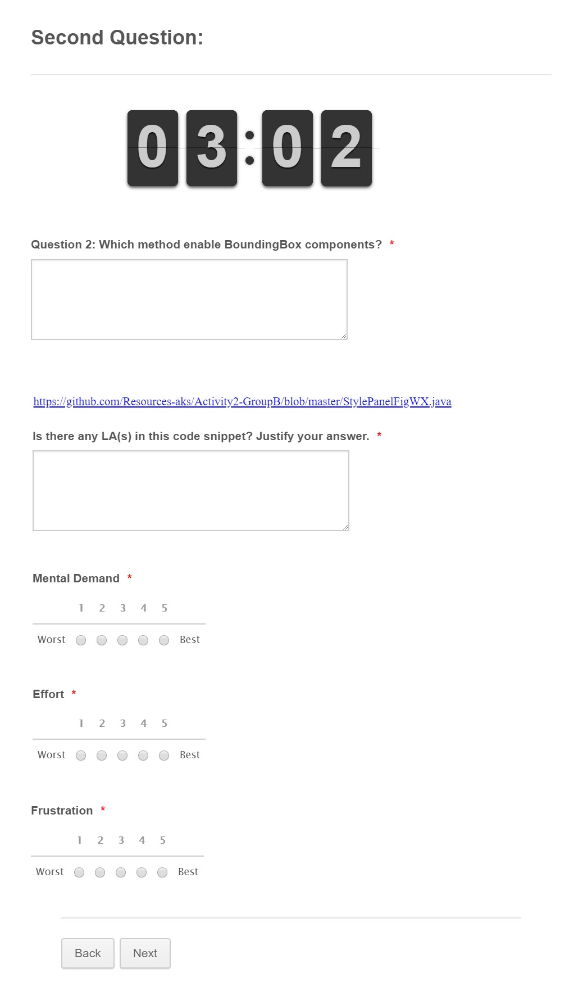 Second Question:
03:02
Question 2: Which method enable BoundingBox components? *
https://github.com/Resources-aks/Activity2-GroupB/blob/master/StylePanelFigWX.java
Is there any LA(s) in this code snippet? Justify your answer. *
Mental Demand *
1 2 3 4 5
Worst Best
Effort *
1 2 3 4 5
Worst Best
Frustration *
1 2 3 4 5
Worst Best
Back Next